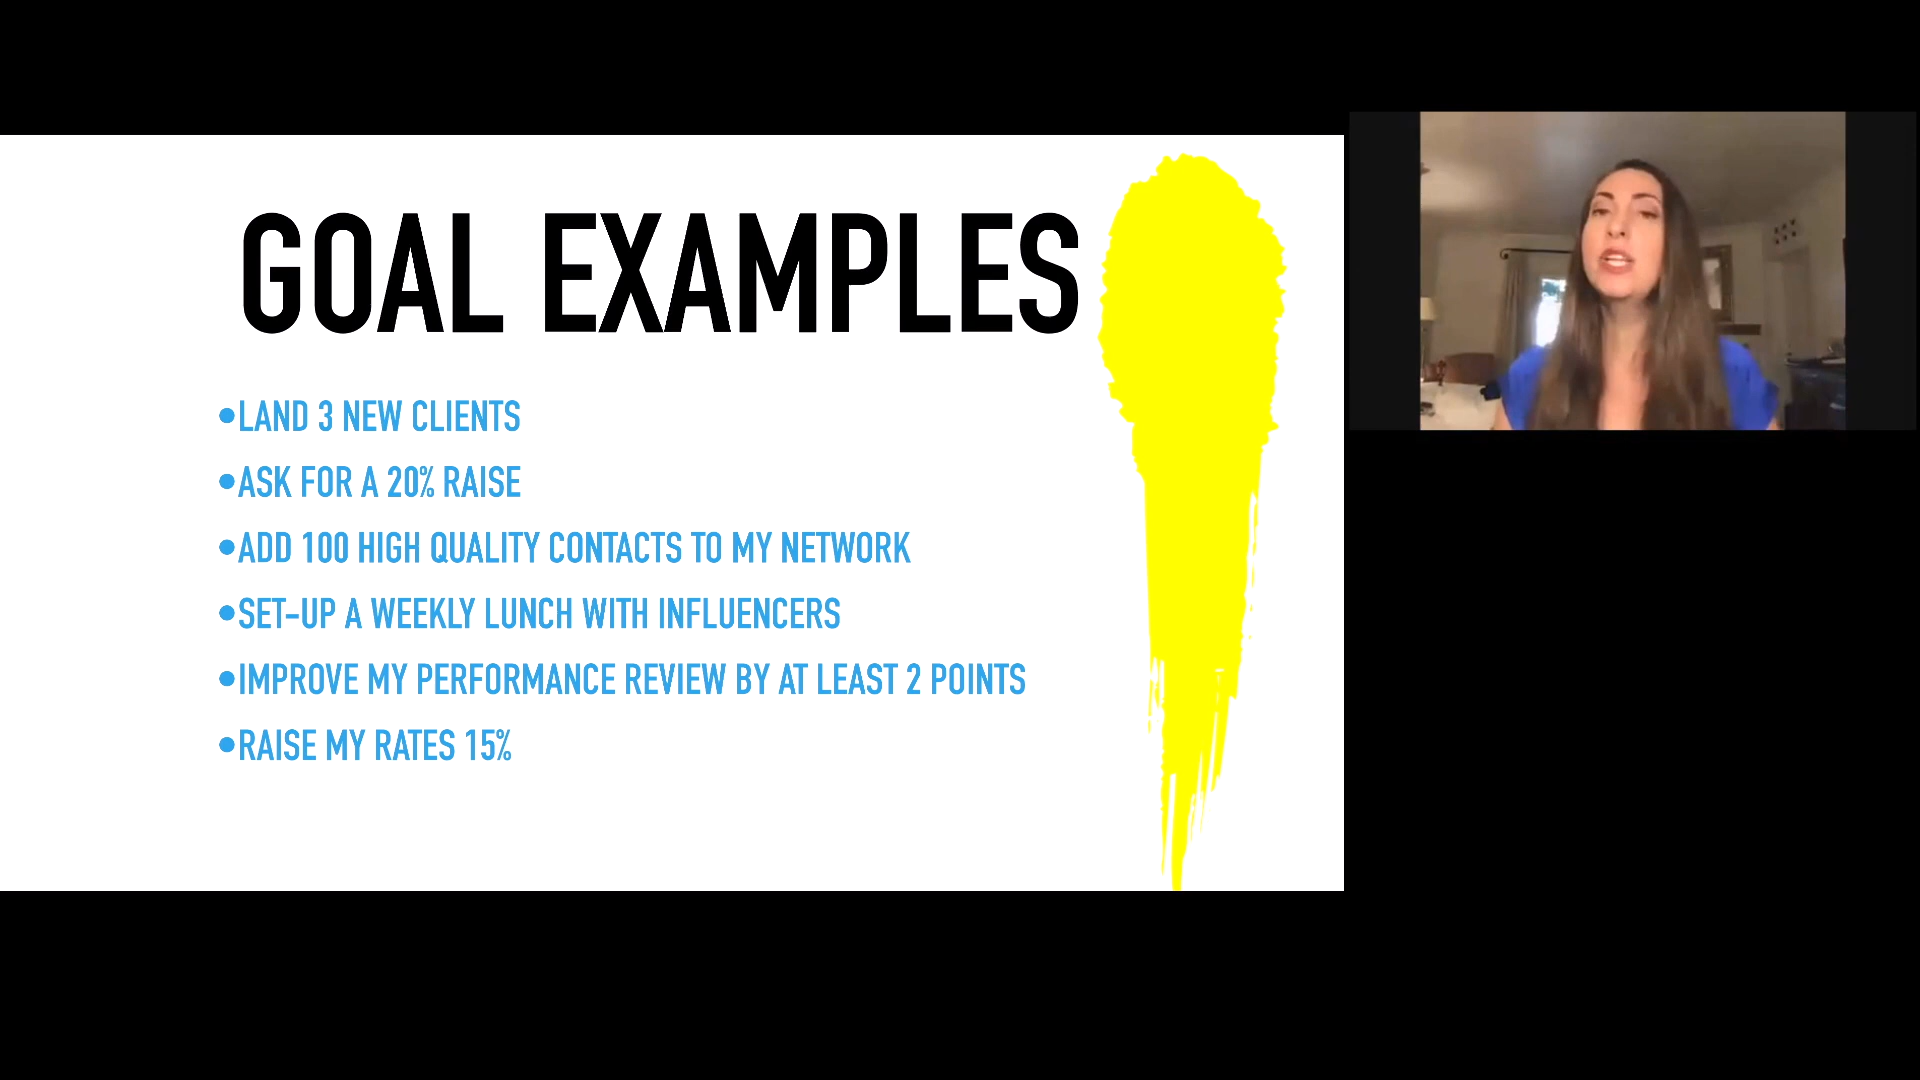 GOAL EXAMPLES
•LAND 3 NEW CLIENTS
•ASK FOR A 20% RAISE
•ADD 100 HIGH QUALITY CONTACTS TO MY NETWORK
•SET-UP A WEEKLY LUNCH WITH INFLUENCERS
•IMPROVE MY PERFORMANCE REVIEW BY AT LEAST 2 POINTS
•RAISE MY RATES 15%